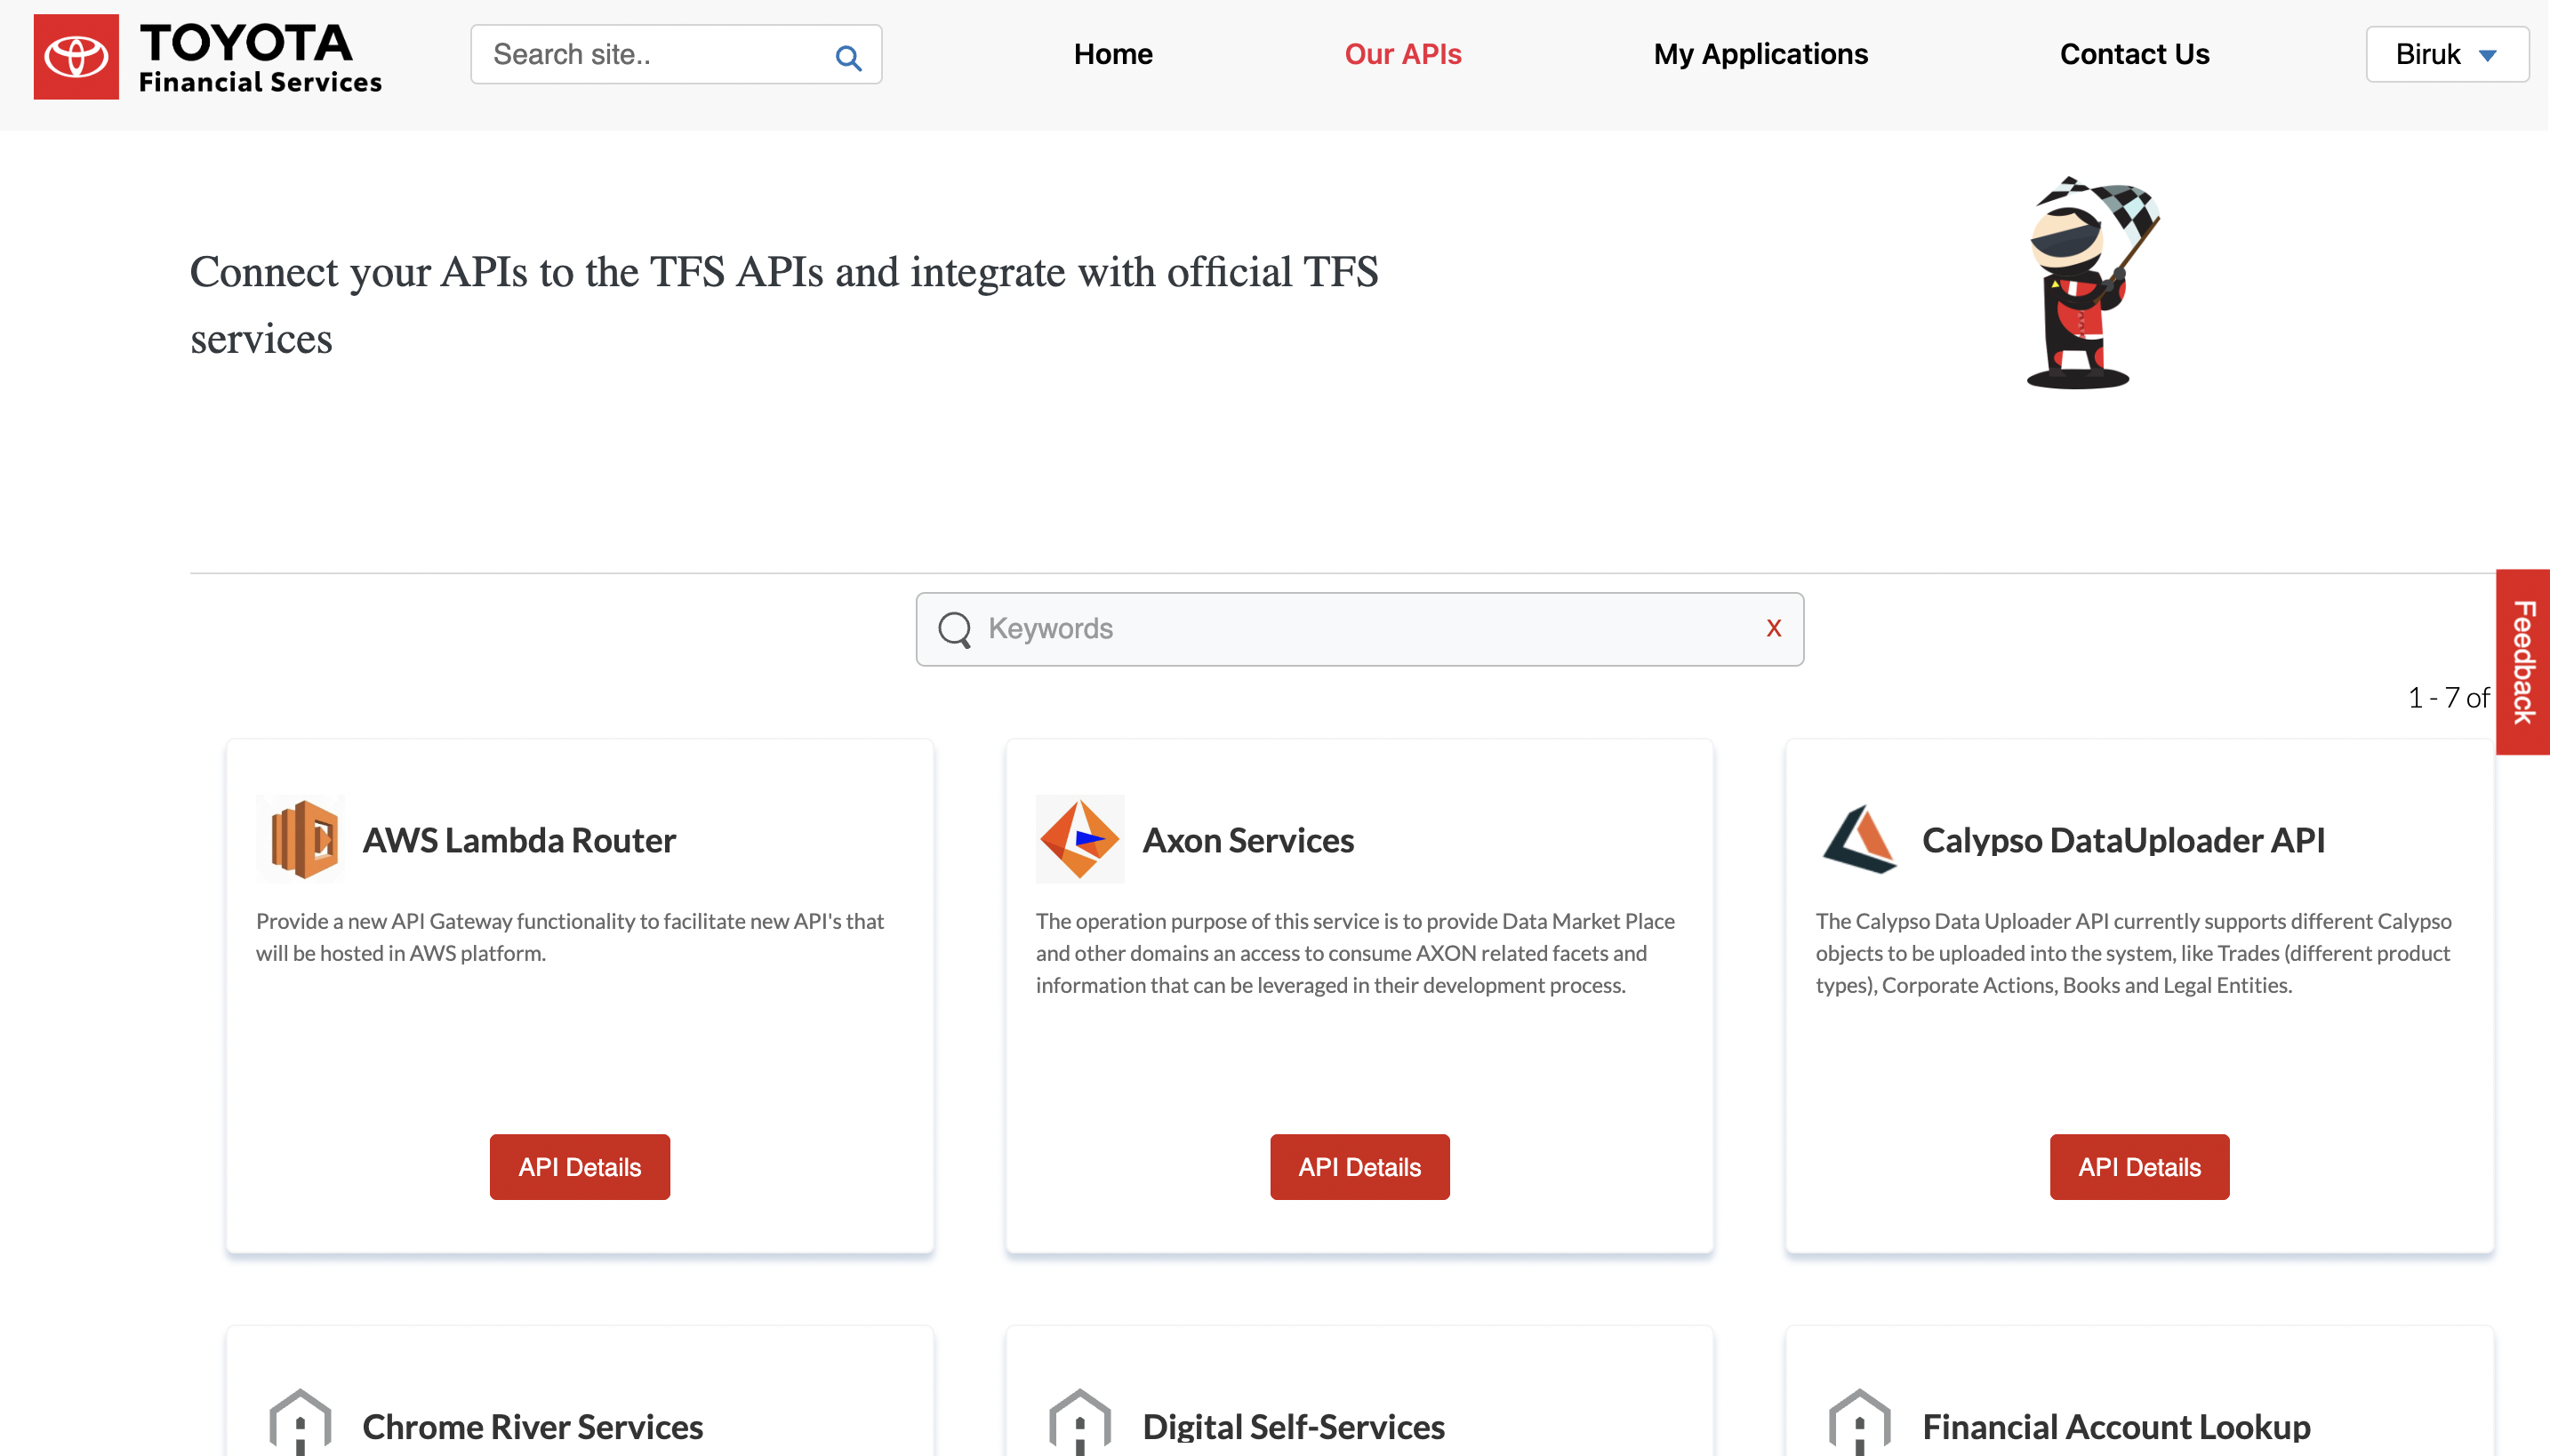 TOYOTA
Financial Services
Search site..
Home
Our APIs
My Applications
Contact Us
Biruk
Connect your APIs to the TFS APIs and integrate with official TFS
services
Keywords
X
Feedback
1 - 7 of
AWS Lambda Router
Provide a new API Gateway functionality to facilitate new API's that
will be hosted in AWS platform.
API Details
Axon Services
The operation purpose of this service is to provide Data Market Place
and other domains an access to consume AXON related facets and
information that can be leveraged in their development process.
API Details
Calypso DataUploader API
The Calypso Data Uploader API currently supports different Calypso
objects to be uploaded into the system, like Trades (different product
types), Corporate Actions, Books and Legal Entities.
API Details
Chrome River Services
Digital Self-Services
Financial Account Lookup